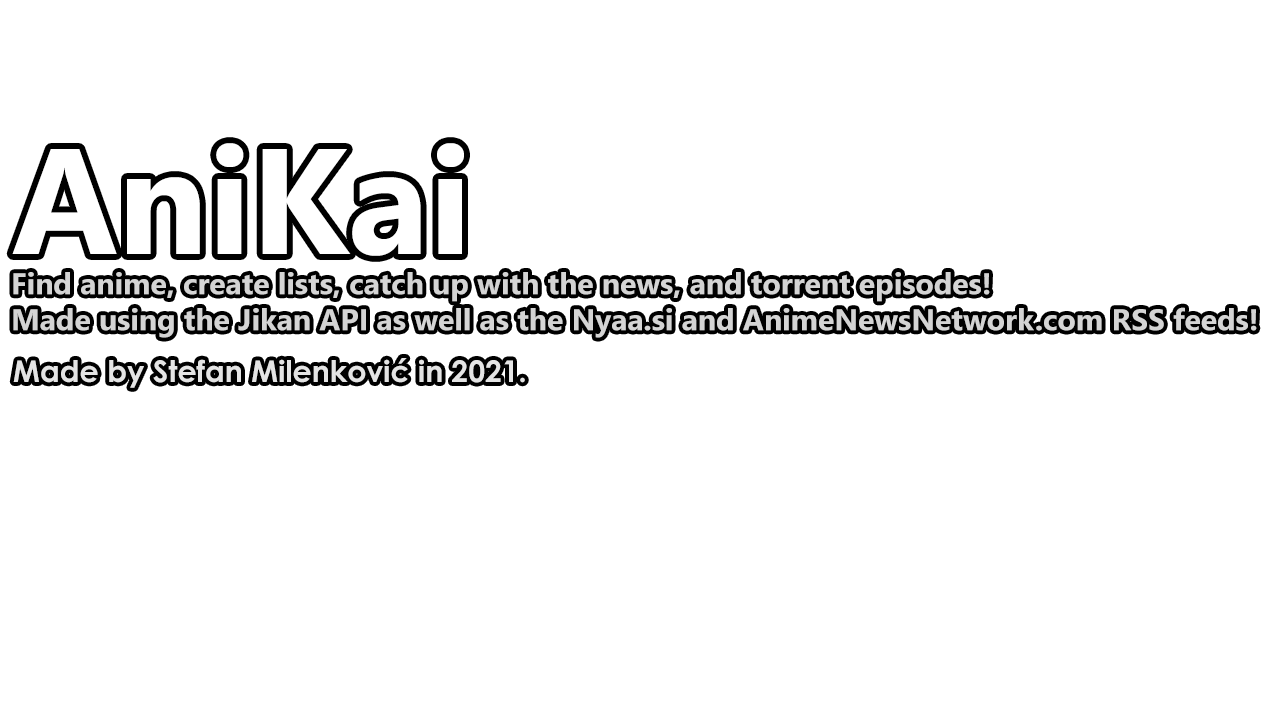 AniKai
Find anime, create lists, catch up with the news, and torrent episodes!
Made using the Jikan API as well as the Nyaa.si and AnimeNewsNetwork.com RSS feeds!
Made by Stefan Milenković in 2021.